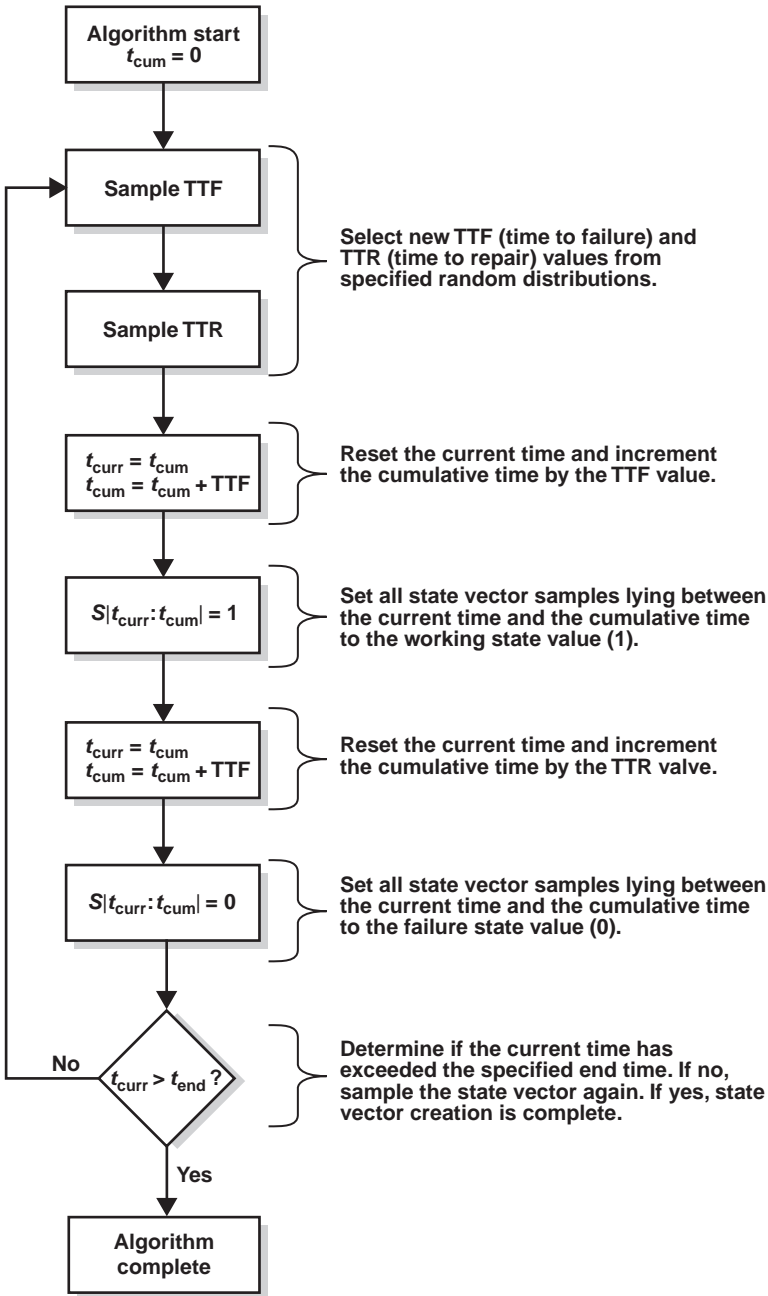 Algorithm start
t_cum = 0
Sample TTF
Sample TTR
Select new TTF (time to failure) and
TTR (time to repair) values from
specified random distributions.
t_curr = t_cum
t_cum = t_cum + TTF
Reset the current time and increment
the cumulative time by the TTF value.
S|t_curr: t_cum| = 1
Set all state vector samples lying between
the current time and the cumulative time
to the working state value (1).
t_curr = t_cum
t_cum = t_cum + TTF
Reset the current time and increment
the cumulative time by the TTR valve.
S|t_curr: t_cum| = 0
Set all state vector samples lying between
the current time and the cumulative time
to the failure state value (0).
No
t_curr > t_end ?
Determine if the current time has
exceeded the specified end time. If no,
sample the state vector again. If yes, state
vector creation is complete.
Yes
Algorithm
complete